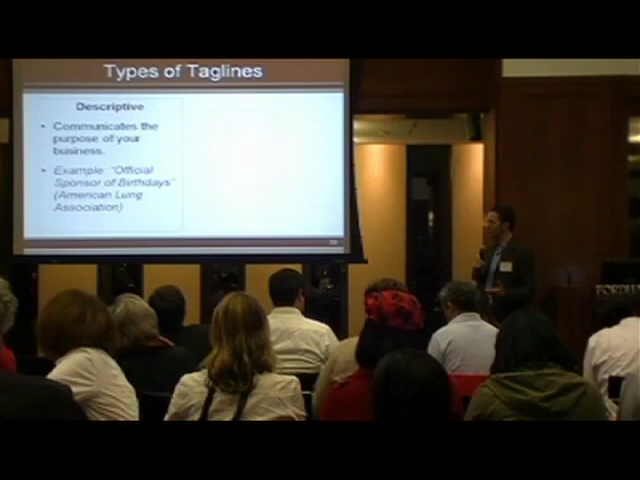 Types of Taglines
Descriptive
• Communicates the
purpose of your
business.
• Example: "Official
Sponsor of Birthdays"
(American Lung
Association)